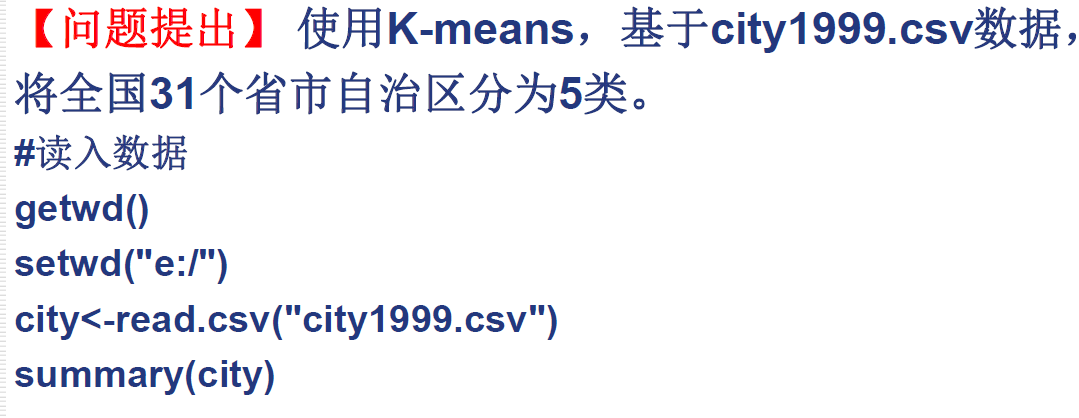 【问题提出】 使用K-means，基于city1999.csv数据，
将全国31个省市自治区分为5类。
#读入数据
getwd()
setwd("e:/")
city<-read.csv("city1999.csv")
summary(city)